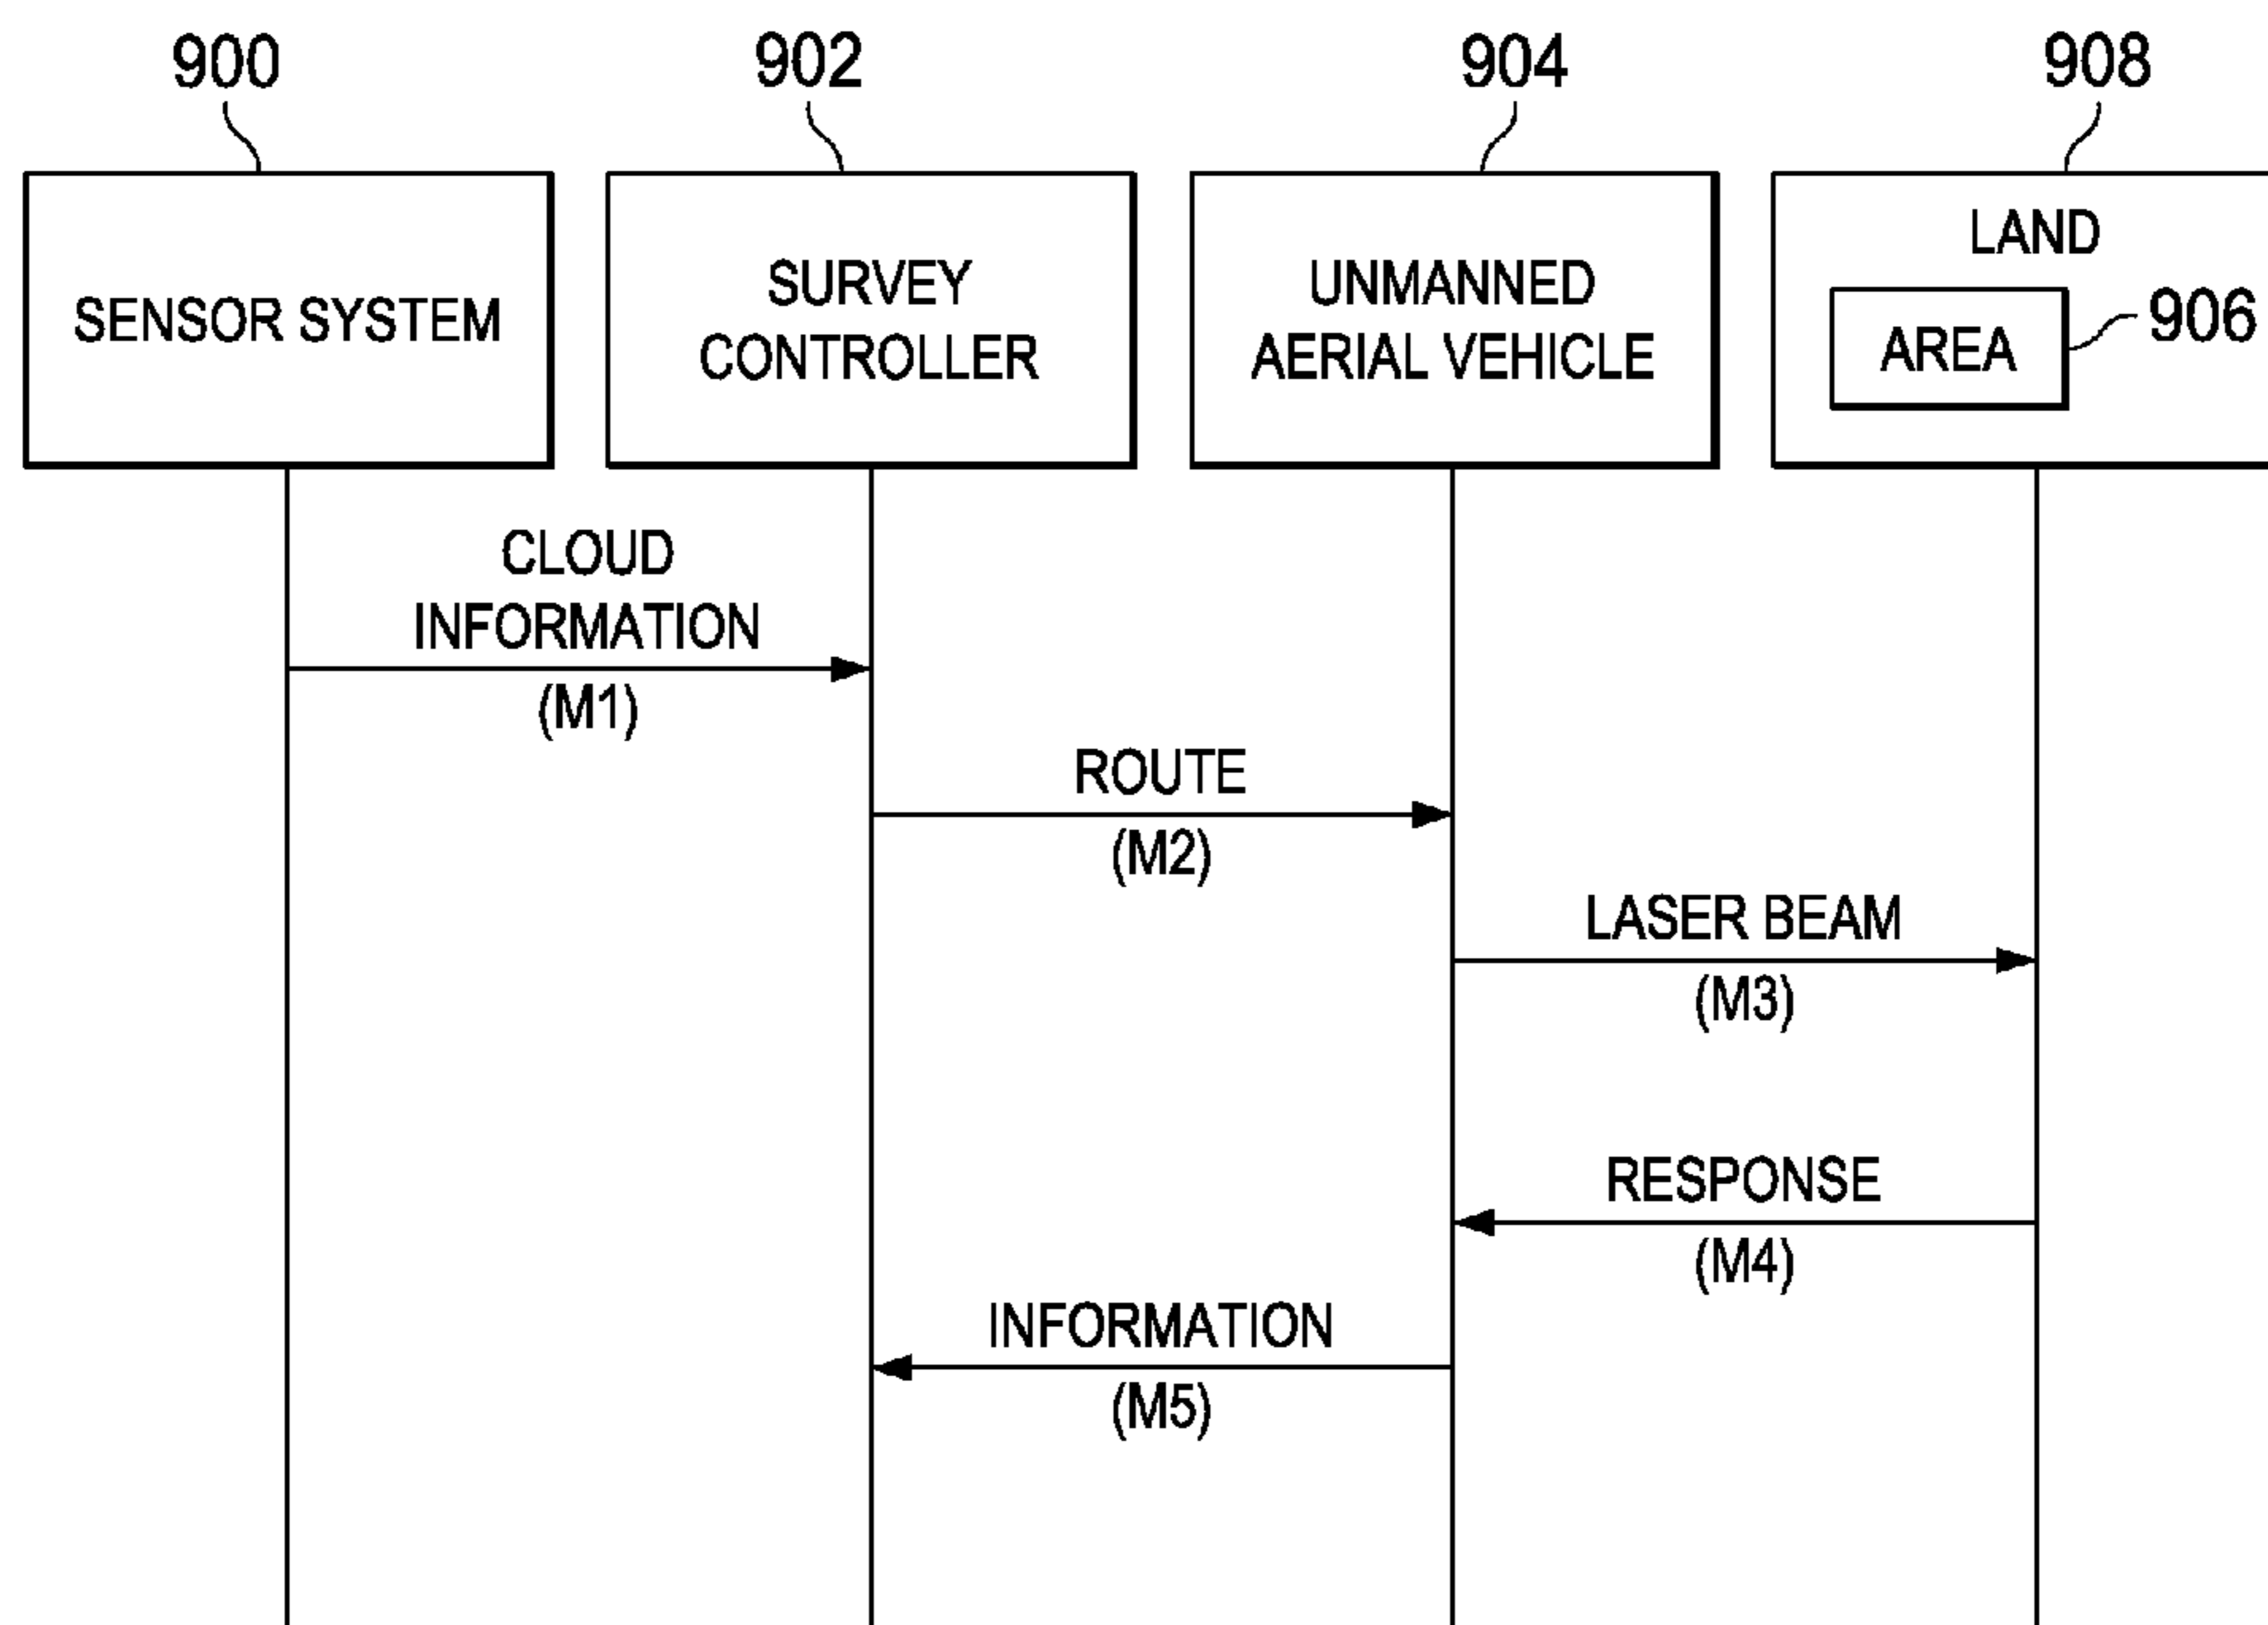 900
902
904
908
SENSOR SYSTEM
SURVEY
CONTROLLER
UNMANNED
AERIAL VEHICLE
LAND
AREA
906
CLOUD
INFORMATION
(M1)
ROUTE
(M2)
LASER BEAM
(M3)
RESPONSE
(M4)
INFORMATION
(M5)